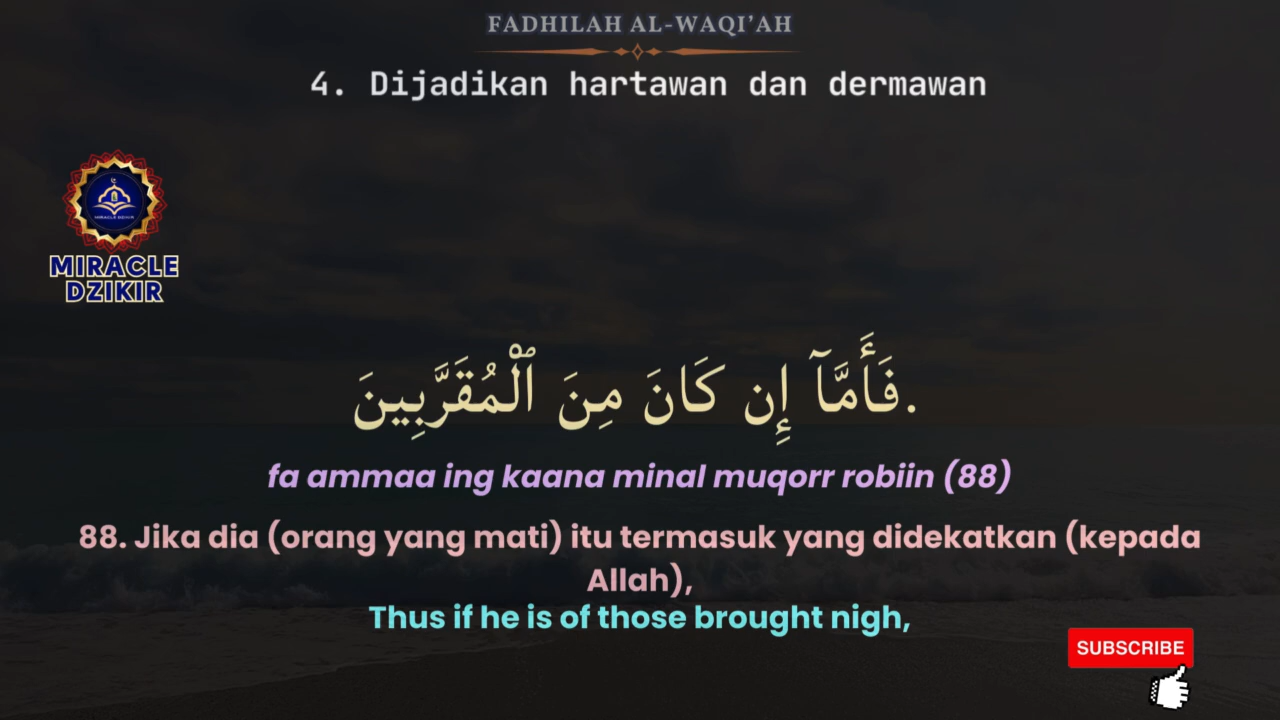 FADHILAH AL-WAQI'AH
4. Dijadikan hartawan dan dermawan
MIRACLE
DZIKIR
فَأَمَّآ إِن كَانَ مِنَ ٱلْمُقَرَّبِينَ.
fa ammaa ing kaana minal muqorr robiin (88)
88. Jika dia (orang yang mati) itu termasuk yang didekatkan (kepada
Allah),
Thus if he is of those brought nigh,
SUBSCRIBE